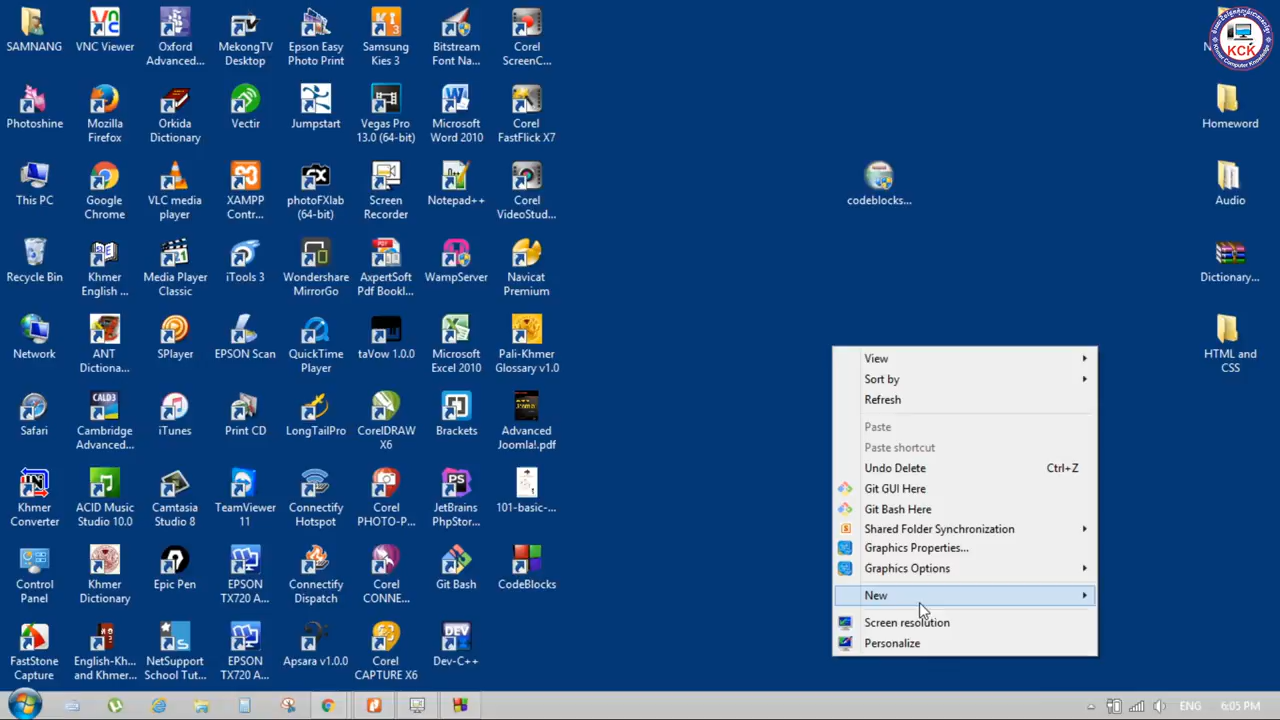 SAMNANG
VNC Viewer
Oxford
Advanced...
MekongTV
Desktop
Epson Easy
Photo Print
Samsung
Kies 3
Bitstream
Font Na...
Corel
ScreenC...
Photoshine
Mozilla
Firefox
Orkida
Dictionary
Vectir
Jumpstart
Vegas Pro
13.0 (64-bit)
Microsoft
Word 2010
Corel
FastFlick X7
Homeword
This PC
Google
Chrome
VLC media
player
XAMPP
Contr...
photoFXlab
(64-bit)
Screen
Recorder
Notepad++
Corel
VideoStud...
codeblocks...
Audio
Recycle Bin
Khmer
English ...
Media Player
Classic
iTools 3
Wondershare
MirrorGo
AxpertSoft
Pdf Bookl...
WampServer
Navicat
Premium
Dictionary...
Network
ANT
Dictiona...
SPlayer
EPSON Scan
QuickTime
Player
taVow 1.0.0
Microsoft
Excel 2010
Pali-Khmer
Glossary v1.0
HTML and
CSS
Safari
Cambridge
Advanced...
iTunes
Print CD
LongTailPro
CorelDRAW
X6
Brackets
Advanced
Joomla!.pdf
Khmer
Converter
ACID Music
Studio 10.0
Camtasia
Studio 8
TeamViewer
11
Connectify
Hotspot
Corel
PHOTO-P...
JetBrains
PhpStor...
101-basic-...
Control
Panel
Khmer
Dictionary
Epic Pen
EPSON
TX720 A...
Connectify
Dispatch
Corel
CONNE...
Git Bash
CodeBlocks
FastStone
Capture
English-Kh...
and Khmer...
NetSupport
School Tut...
EPSON
TX720 A...
Apsara v1.0.0
Corel
CAPTURE X6
Dev-C++
View
Sort by
Refresh
Paste
Paste shortcut
Undo Delete Ctrl+Z
Git GUI Here
Git Bash Here
Shared Folder Synchronization
Graphics Properties...
Graphics Options
New
Screen resolution
Personalize
KCK
Khmer Computer Knowledge
ENG 6:05 PM